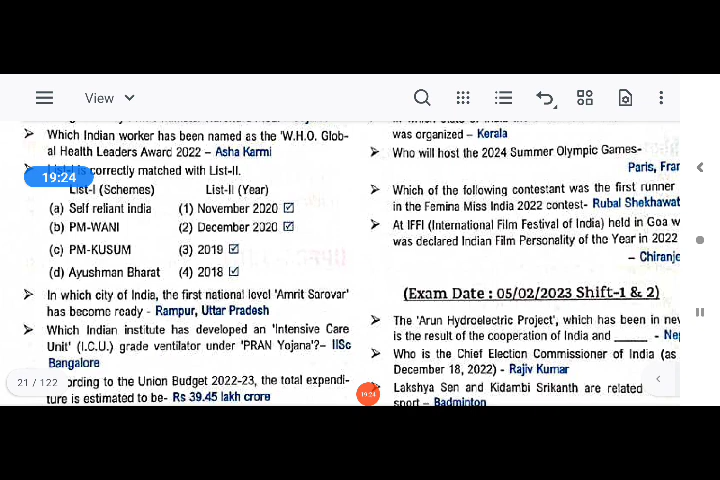 View
Which Indian worker has been named as the 'W.H.O. Glob-
al Health Leaders Award 2022 – Asha Karmi
is correctly matched with List-II.
19:24
List-I (Schemes) List-II (Year)
(a) Self reliant india (1) November 2020
(b) PM-WANI (2) December 2020
(c) PM-KUSUM (3) 2019
(d) Ayushman Bharat (4) 2018
In which city of India, the first national level 'Amrit Sarovar'
has become ready - Rampur, Uttar Pradesh
Which Indian institute has developed an 'Intensive Care
Unit' (I.C.U.) grade ventilator under 'PRAN Yojana'?– IISc
Bangalore
21 / 122
ording to the Union Budget 2022-23, the total expendi-
ture is estimated to be- Rs 39.45 lakh crore
19:24
was organized – Kerala
Who will host the 2024 Summer Olympic Games-
Paris, Fran
Which of the following contestant was the first runner
in the Femina Miss India 2022 contest- Rubal Shekhawat
At IFFI (International Film Festival of India) held in Goa w
was declared Indian Film Personality of the Year in 2022
– Chiranje
(Exam Date : 05/02/2023 Shift-1 & 2)
The 'Arun Hydroelectric Project', which has been in nev
is the result of the cooperation of India and ______ - Nep
Who is the Chief Election Commissioner of India (as
December 18, 2022) - Rajiv Kumar
Lakshya Sen and Kidambi Srikanth are related
sport – Badminton